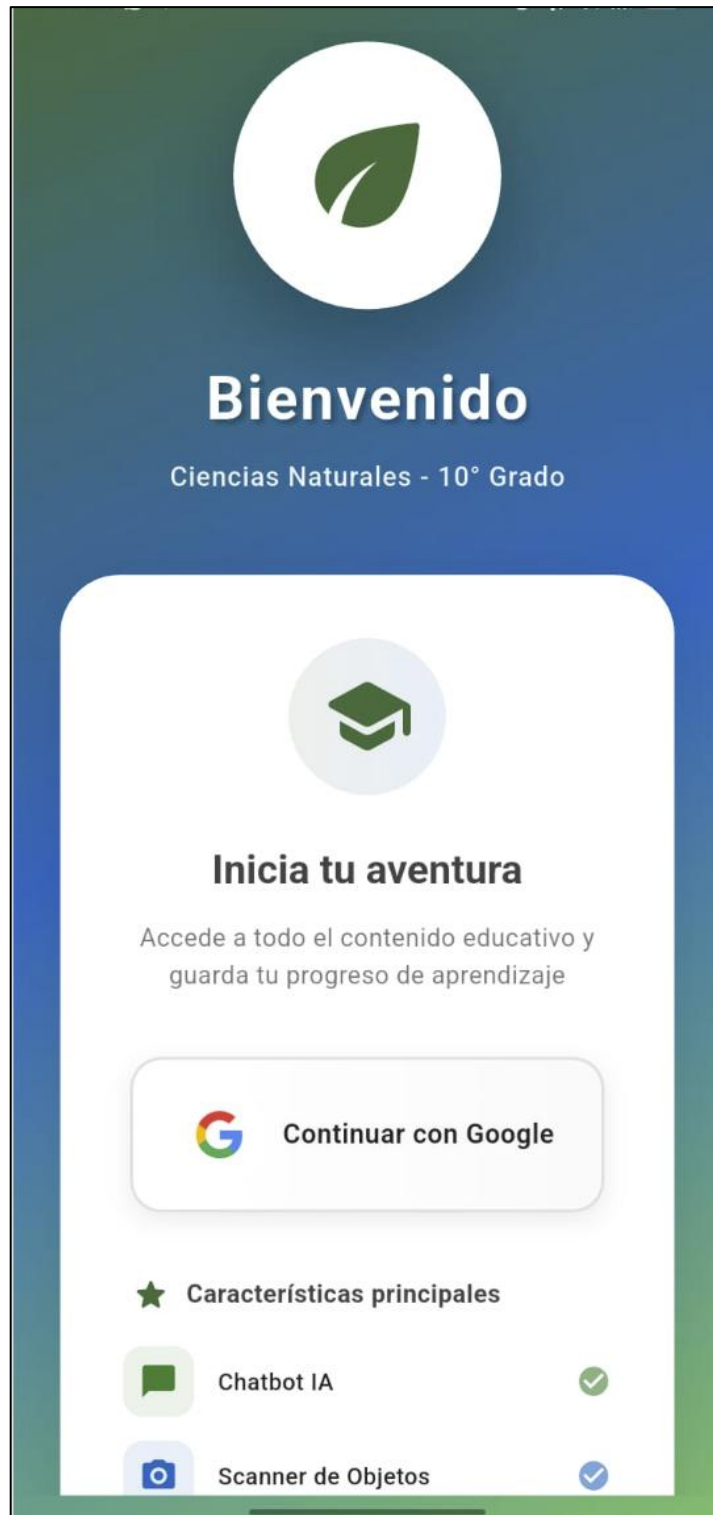 Bienvenido
Ciencias Naturales - 10° Grado
Inicia tu aventura
Accede a todo el contenido educativo y
guarda tu progreso de aprendizaje
Continuar con Google
Características principales
Chatbot IA
Scanner de Objetos